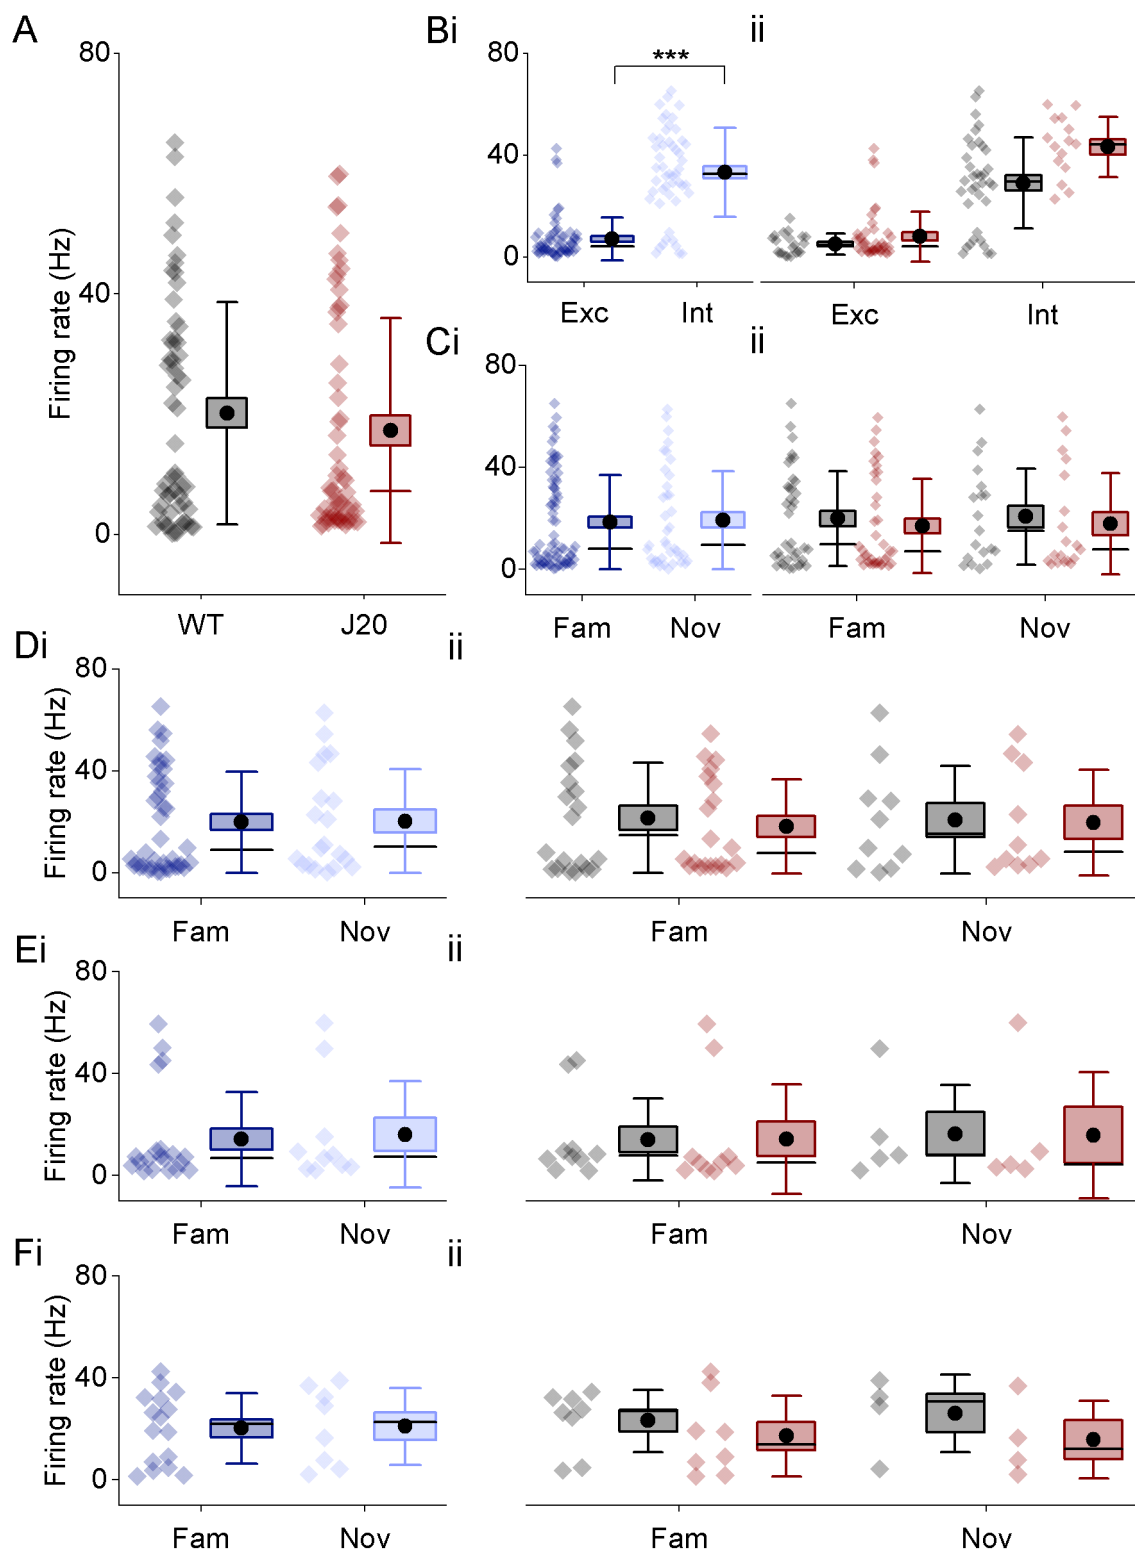 A
Bi
ii
80
80
***
40
0
Exc
Int
Exc
Int
Firing rate (Hz)
40
0
WT
J20
Ci
ii
80
40
0
Fam
Nov
Fam
Nov
Di
ii
80
40
0
Firing rate (Hz)
Fam
Nov
Fam
Nov
Ei
ii
80
40
0
Firing rate (Hz)
Fam
Nov
Fam
Nov
Fi
ii
80
40
0
Firing rate (Hz)
Fam
Nov
Fam
Nov